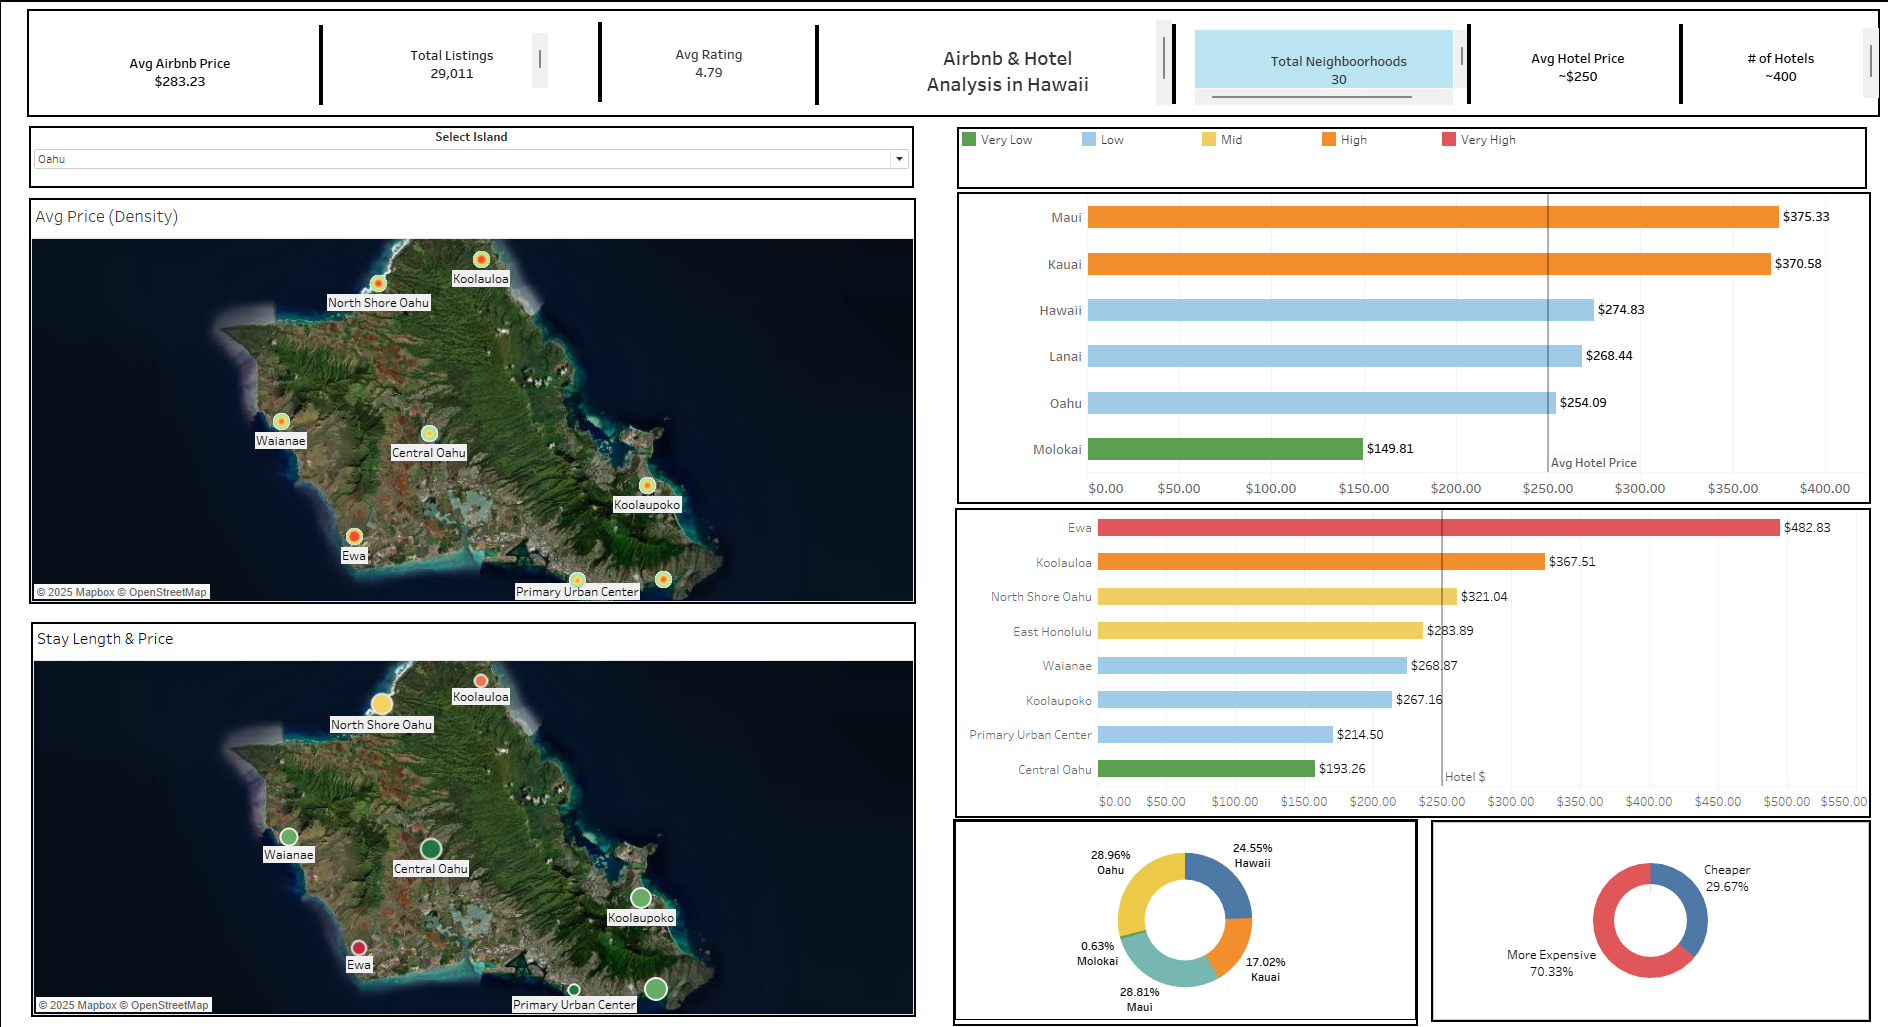 Avg Airbnb Price
$283.23
Total Listings
29,011
Avg Rating
4.79
Airbnb & Hotel
Analysis in Hawaii
Total Neighboorhoods
30
Avg Hotel Price
~$250
# of Hotels
~400
Select Island
Oahu
Very Low
Low
Mid
High
Very High
Avg Price (Density)
Koolauloa
North Shore Oahu
Waianae
Central Oahu
Koolaupoko
Ewa
Primary Urban Center
© 2025 Mapbox © OpenStreetMap
Maui $375.33
Kauai $370.58
Hawaii $274.83
Lanai $268.44
Oahu $254.09
Molokai $149.81
Avg Hotel Price
$0.00 $50.00 $100.00 $150.00 $200.00 $250.00 $300.00 $350.00 $400.00
Stay Length & Price
Koolauloa
North Shore Oahu
Waianae
Central Oahu
Koolaupoko
Ewa
Primary Urban Center
© 2025 Mapbox © OpenStreetMap
Ewa $482.83
Koolauloa $367.51
North Shore Oahu $321.04
East Honolulu $283.89
Waianae $268.87
Koolaupoko $267.16
Primary Urban Center $214.50
Central Oahu $193.26
Hotel $
$0.00 $50.00 $100.00 $150.00 $200.00 $250.00 $300.00 $350.00 $400.00 $450.00 $500.00 $550.00
24.55%
Hawaii
28.96%
Oahu
0.63%
Molokai
17.02%
Kauai
28.81%
Maui
Cheaper
29.67%
More Expensive
70.33%